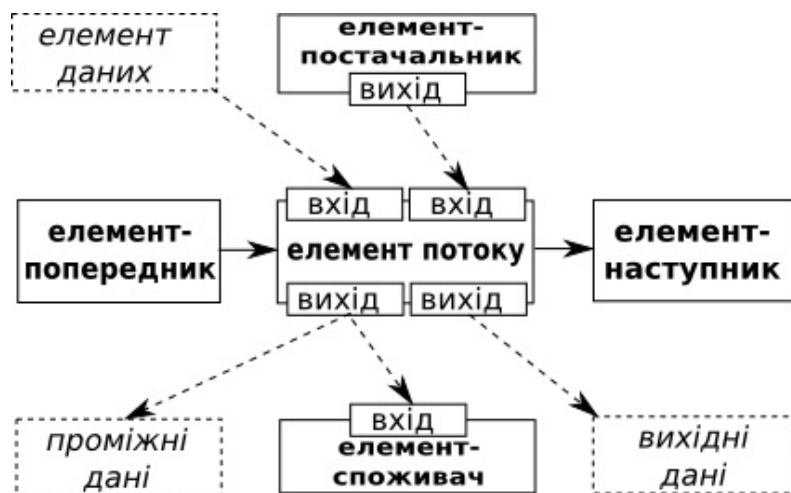 елемент
даних
елемент-
постачальник
вихід
вхід
вхід
елемент-
попередник
елемент потоку
елемент-
наступник
вихід
вихід
проміжні
дані
вхід
елемент-
споживач
вихідні
дані